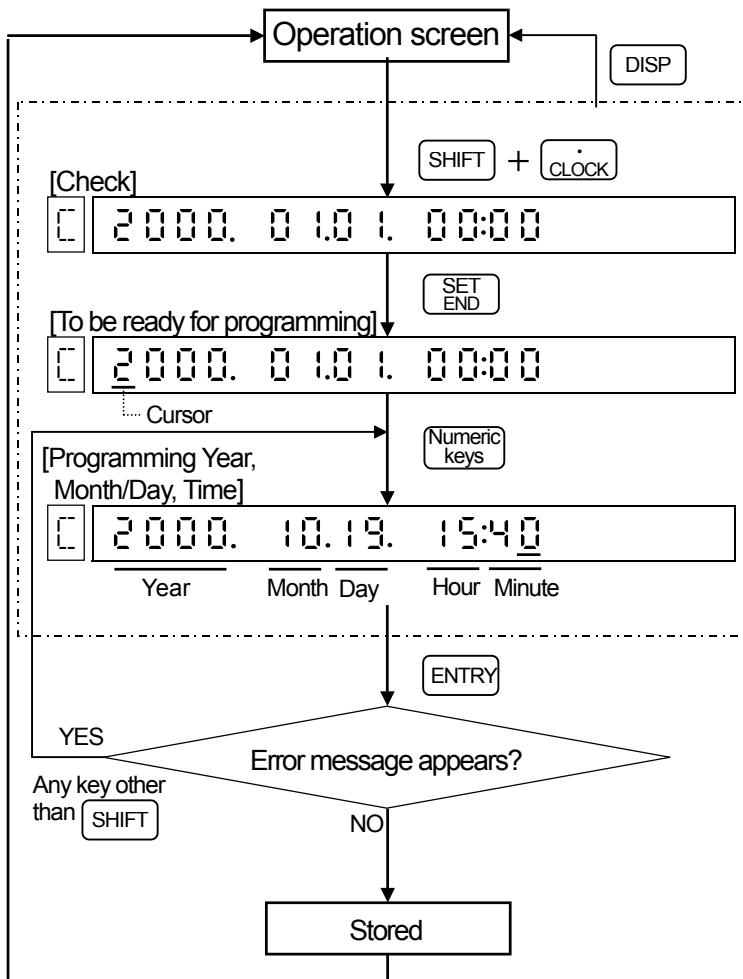 Operation screen
DISP
SHIFT + CLOCK
[Check]
C 2000. 01.01. 00:00
SET
END
[To be ready for programming]
C 2000. 01.01. 00:00
Cursor
Numeric
keys
[Programming Year,
Month/Day, Time]
C 2000. 10.19. 15:40
Year Month Day Hour Minute
ENTRY
YES
Error message appears?
Any key other
than SHIFT
NO
Stored